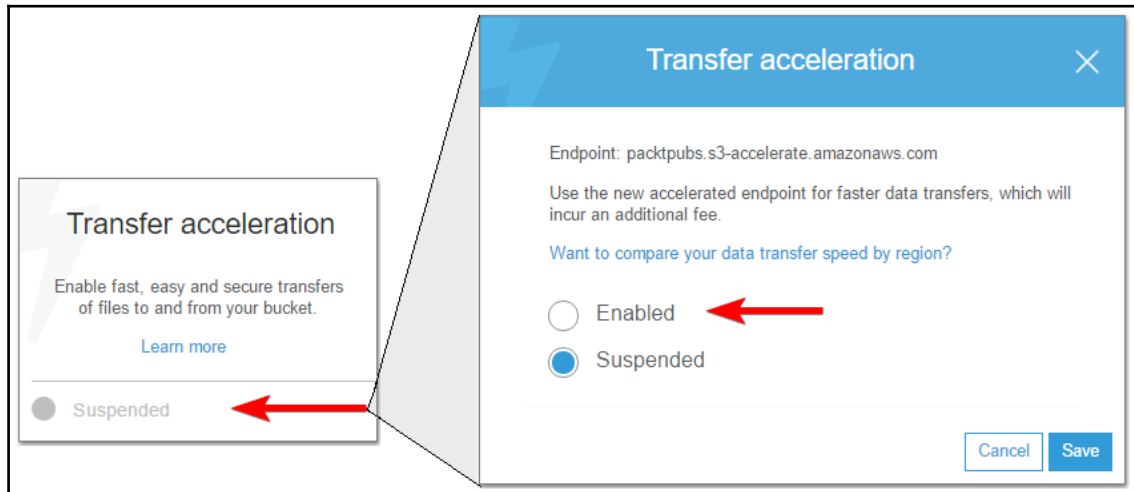 Transfer acceleration
Enable fast, easy and secure transfers
of files to and from your bucket.
Learn more
Suspended
Transfer acceleration
Endpoint: packtpubs.s3-accelerate.amazonaws.com
Use the new accelerated endpoint for faster data transfers, which will
incur an additional fee.
Want to compare your data transfer speed by region?
Enabled
Suspended
Cancel Save